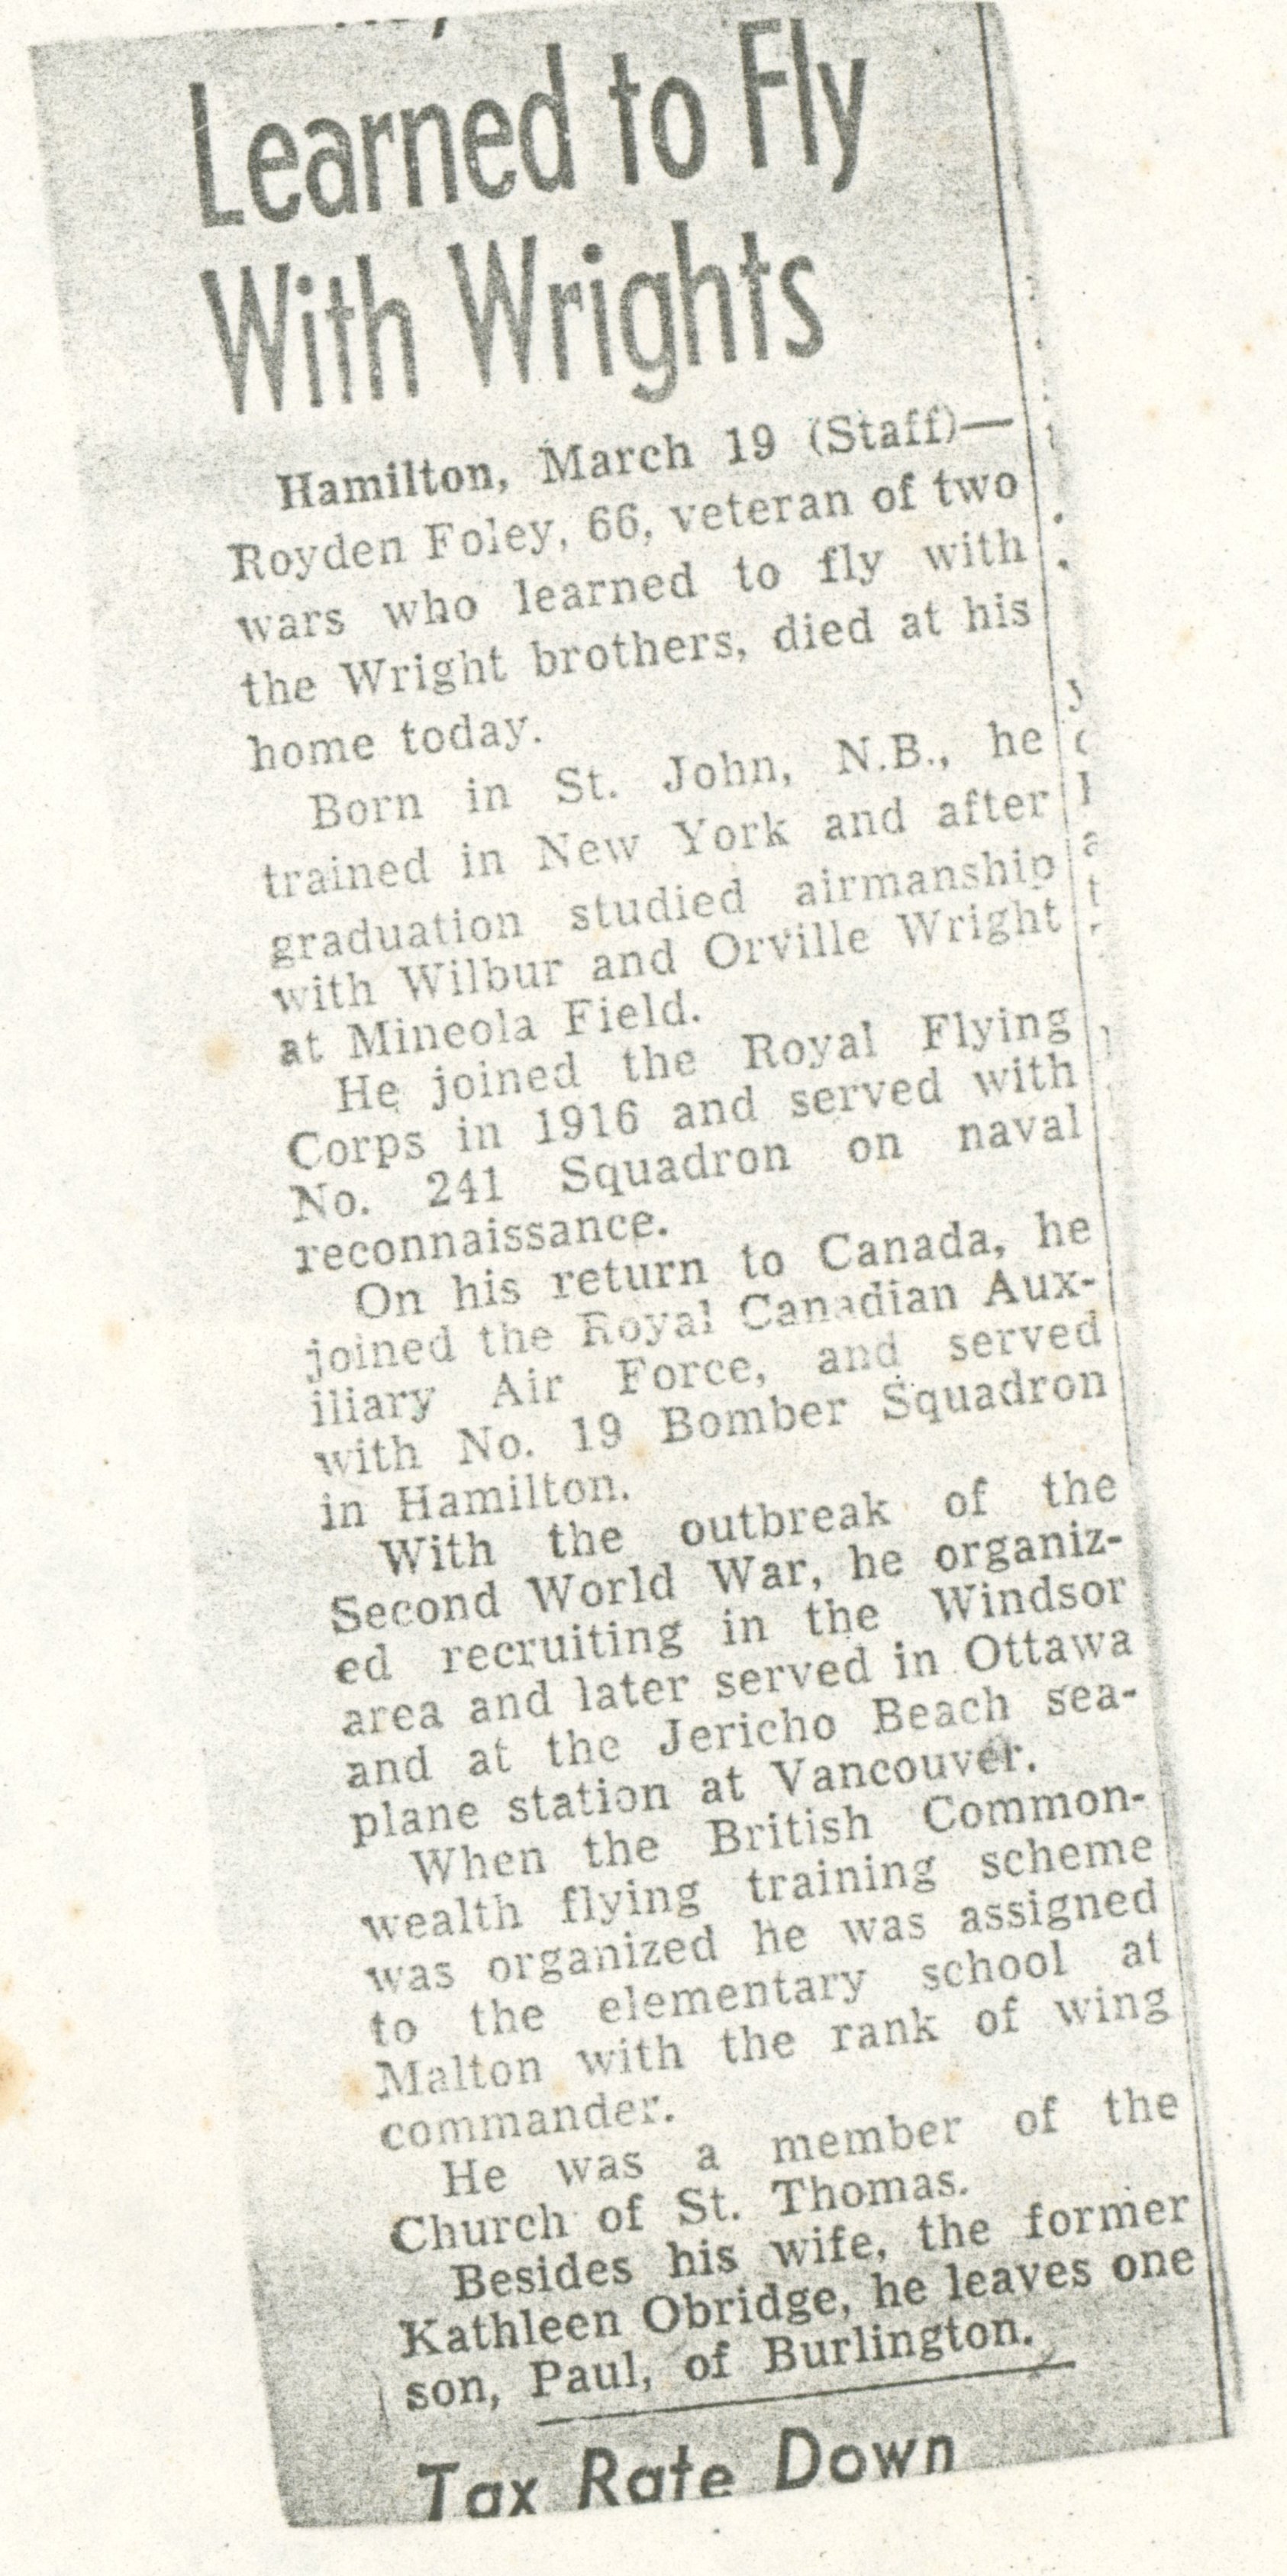 Learned to Fly
With Wrights
Hamilton, March 19 (Staff)—
Royden Foley, 66, veteran of two
wars who learned to fly with
the Wright brothers, died at his
home today.
Born in St. John, N.B., he
trained in New York and after
graduation studied airmanship
with Wilbur and Orville Wright
at Mineola Field.
He joined the Royal Flying
Corps in 1916 and served with
No. 241 Squadron on naval
reconnaissance.
On his return to Canada, he
joined the Royal Canadian Aux-
iliary Air Force, and served
with No. 19 Bomber Squadron
in Hamilton.
With the outbreak of the
Second World War, he organiz-
ed recruiting in the Windsor
area and later served in Ottawa
and at the Jericho Beach sea-
plane station at Vancouver.
When the British Common-
wealth flying training scheme
was organized he was assigned
to the elementary school at
Malton with the rank of wing
commander.
He was a member of the
Church of St. Thomas.
Besides his wife, the former
Kathleen Obridge, he leaves one
son, Paul, of Burlington.
Tax Rate Down